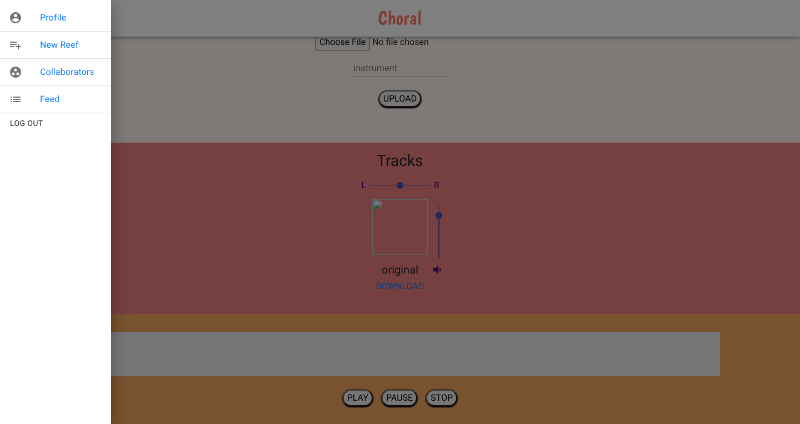 Profile
New Reef
Collaborators
Feed
LOG OUT
Choral
Choose File No file chosen
instrument
UPLOAD
Tracks
L R
original
DOWNLOAD
PLAY PAUSE STOP